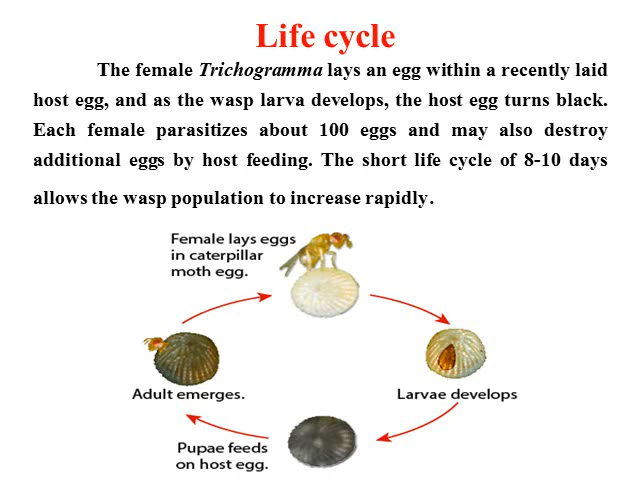 Life cycle
The female Trichogramma lays an egg within a recently laid
host egg, and as the wasp larva develops, the host egg turns black.
Each female parasitizes about 100 eggs and may also destroy
additional eggs by host feeding. The short life cycle of 8-10 days
allows the wasp population to increase rapidly.
Female lays eggs
in caterpillar
moth egg.
Adult emerges.
Larvae develops
Pupae feeds
on host egg.